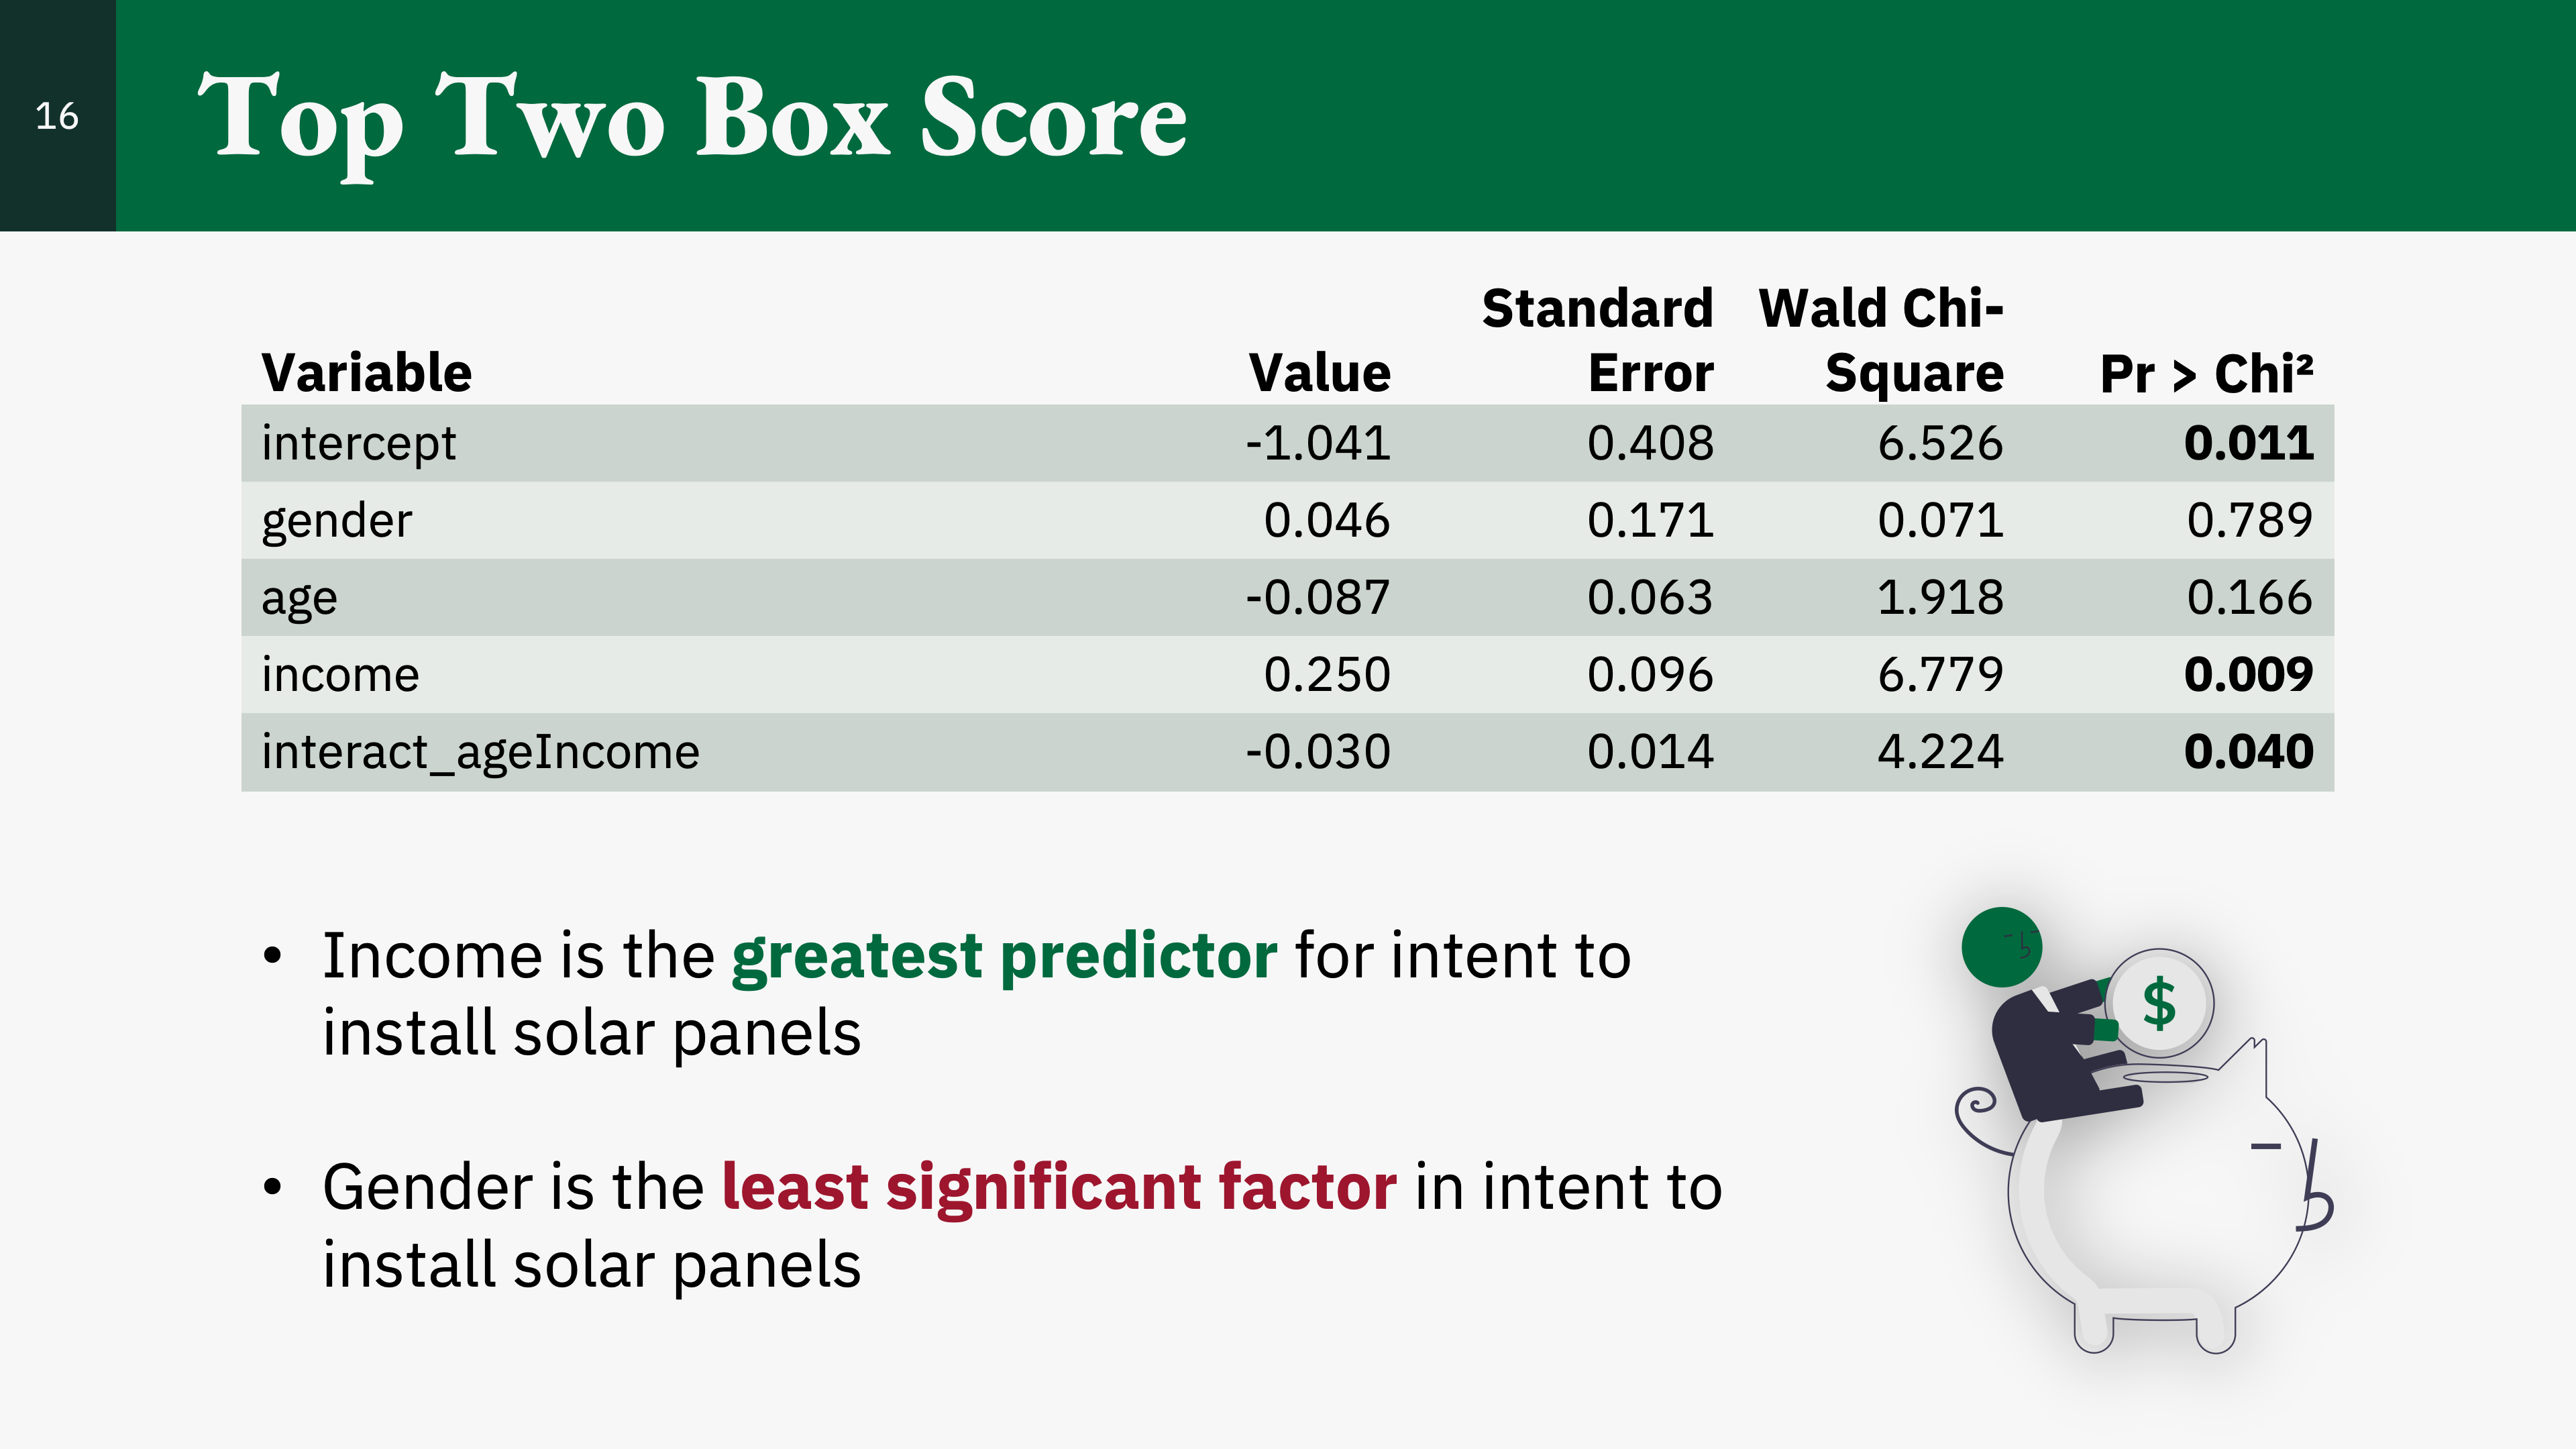 16
Top Two Box Score
Variable Value Standard Error Wald Chi-Square Pr > Chi²
intercept -1.041 0.408 6.526 0.011
gender 0.046 0.171 0.071 0.789
age -0.087 0.063 1.918 0.166
income 0.250 0.096 6.779 0.009
interact_ageIncome -0.030 0.014 4.224 0.040
• Income is the greatest predictor for intent to
install solar panels
• Gender is the least significant factor in intent to
install solar panels
$